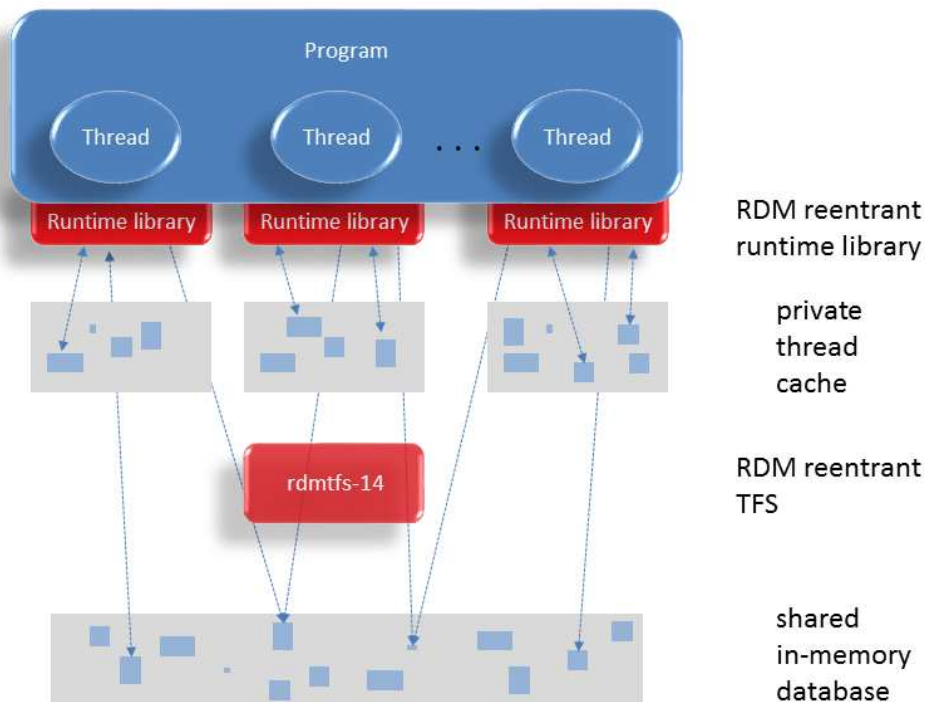 Program
Thread
Thread
. . .
Thread
Runtime library
Runtime library
Runtime library
RDM reentrant
runtime library
private
thread
cache
rdmtfs-14
RDM reentrant
TFS
shared
in-memory
database